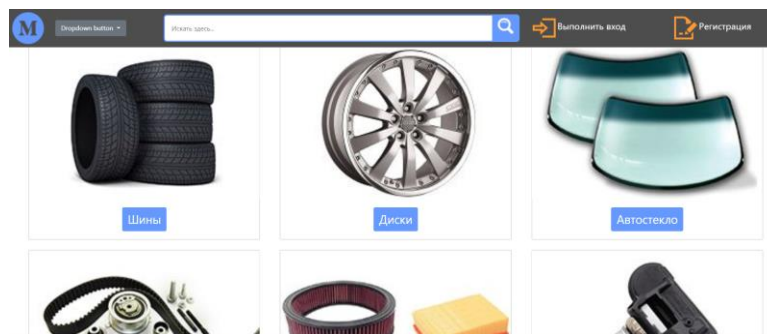 M
Dropdown button
Искать здесь...
Выполнить вход
Регистрация
Шины
Диски
Автостекло